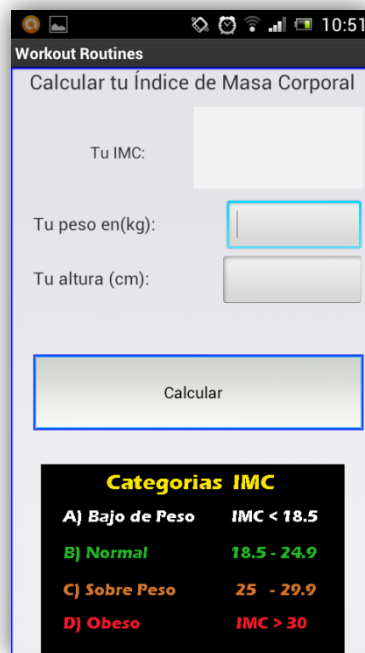 10:51
Workout Routines
Calcular tu Índice de Masa Corporal
Tu IMC:
Tu peso en(kg):
Tu altura (cm):
Calcular
Categorias IMC
A) Bajo de Peso IMC < 18.5
B) Normal 18.5 - 24.9
C) Sobre Peso 25 - 29.9
D) Obeso IMC > 30